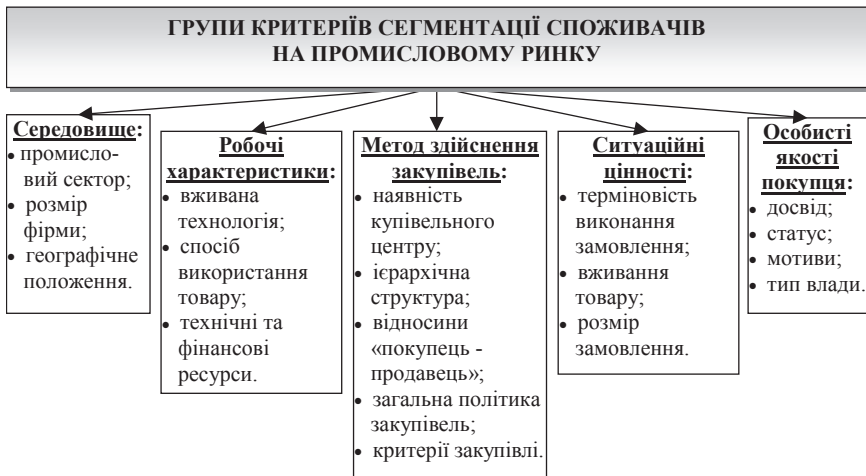 ГРУПИ КРИТЕРІЇВ СЕГМЕНТАЦІЇ СПОЖИВАЧІВ
НА ПРОМИСЛОВОМУ РИНКУ
Середовище:
• промисло-
вий сектор;
• розмір
фірми;
• географічне
положення.
Робочі
характеристики:
• вживана
технологія;
• спосіб
використання
товару;
• технічні та
фінансові
ресурси.
Метод здійснення
закупівель:
• наявність
купівельного
центру;
• ієрархічна
структура;
• відносини
«покупець -
продавець»;
• загальна політика
закупівель;
• критерії закупівлі.
Ситуаційні
цінності:
• терміновість
виконання
замовлення;
• вживання
товару;
• розмір
замовлення.
Особисті
якості
покупця:
• досвід;
• статус;
• мотиви;
• тип влади.